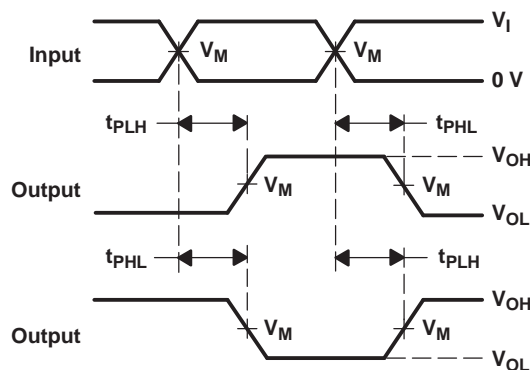 V_I
Input V_M V_M
0 V
t_PLH t_PHL
V_OH
Output V_M V_M
V_OL
t_PHL t_PLH
V_OH
Output V_M V_M
V_OL